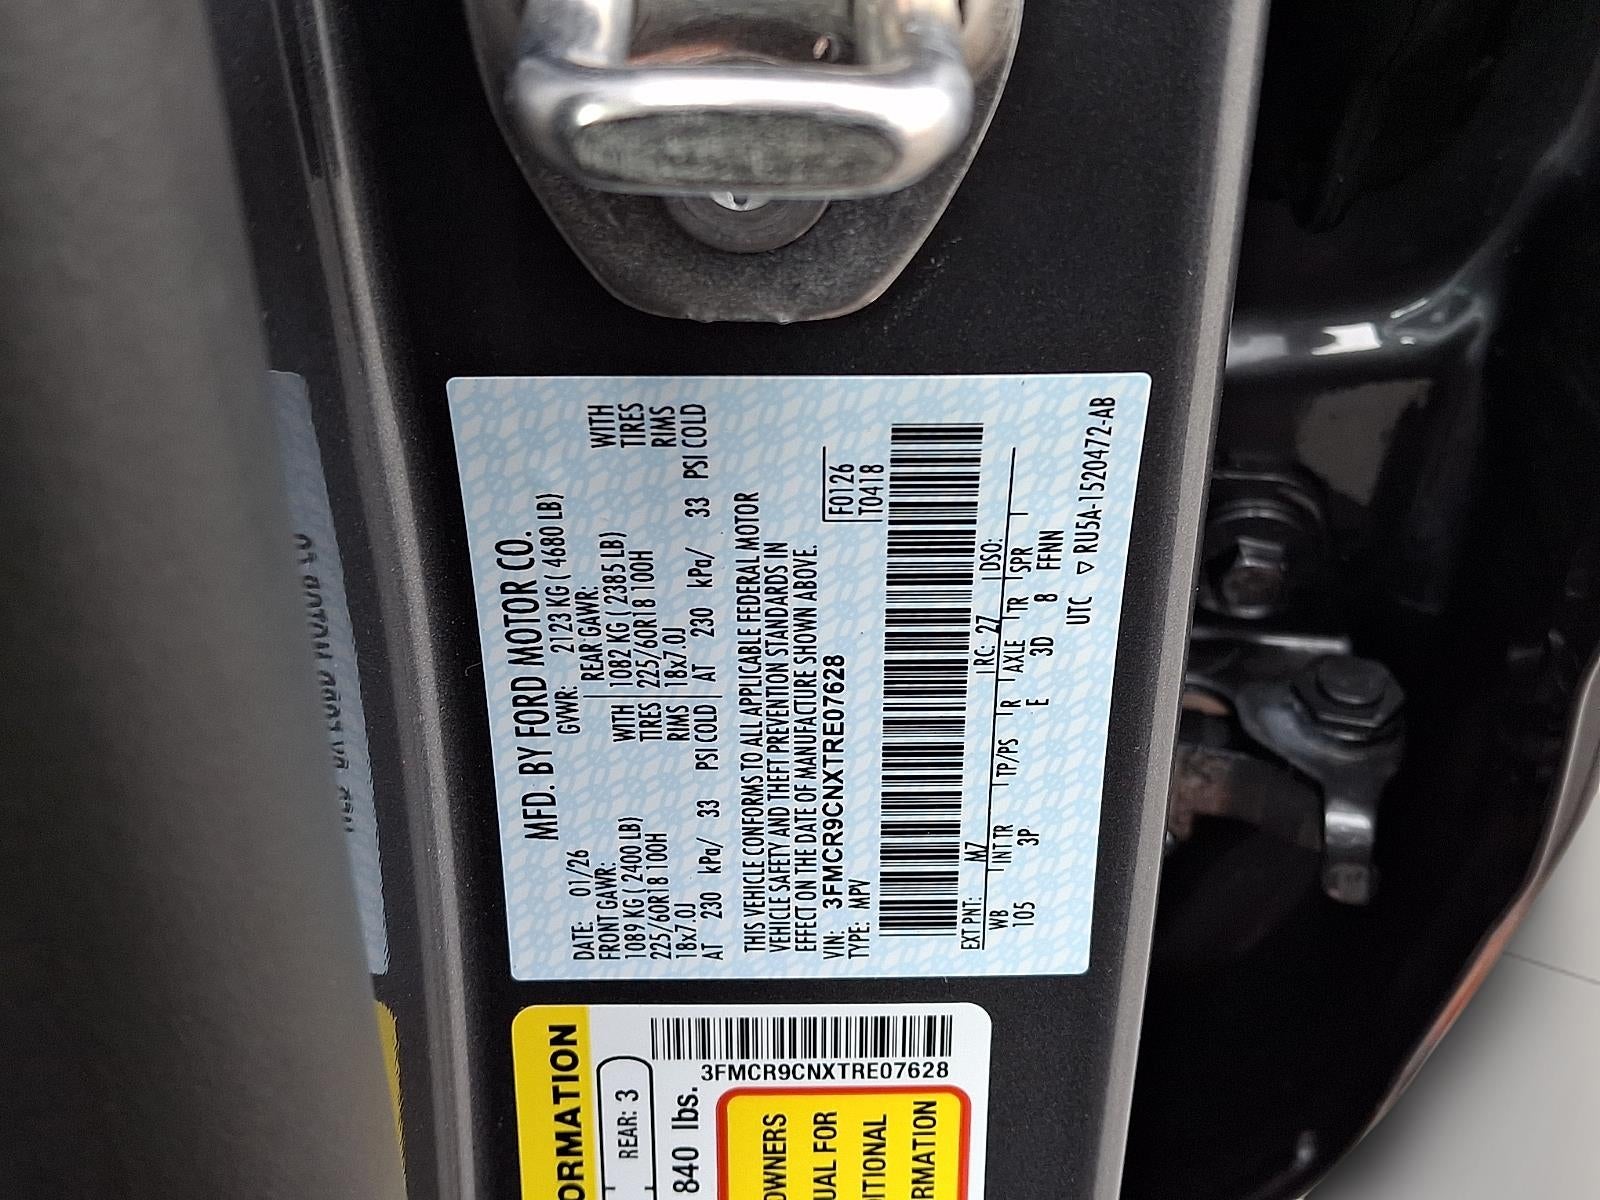 MFD. BY FORD MOTOR CO.
DATE: 01/26 GVWR: 2123 KG ( 4680 LB)
FRONT GAWR: REAR GAWR:
1089 KG ( 2400 LB) WITH 1082 KG ( 2385 LB) WITH
225/60R18 100H TIRES 225/60R18 100H TIRES
18x7.0J RIMS 18x7.0J RIMS
AT 230 kPa/ 33 PSI COLD AT 230 kPa/ 33 PSI COLD
THIS VEHICLE CONFORMS TO ALL APPLICABLE FEDERAL MOTOR
VEHICLE SAFETY AND THEFT PREVENTION STANDARDS IN
EFFECT ON THE DATE OF MANUFACTURE SHOWN ABOVE.
VIN: 3FMCR9CNXTRE07628 F0126
TYPE: MPV T0418
EXT PNT: M7 RC: 27 DSO:
WB INT TR TP/PS R AXLE TR SPR
105 3P E 3D 8 FNN
UTC ▽ RU5A-1520472-AB
ORMATION
REAR: 3
840 lbs.
3FMCR9CNXTRE07628
OWNERS
UAL FOR
ITIONAL
RMATION